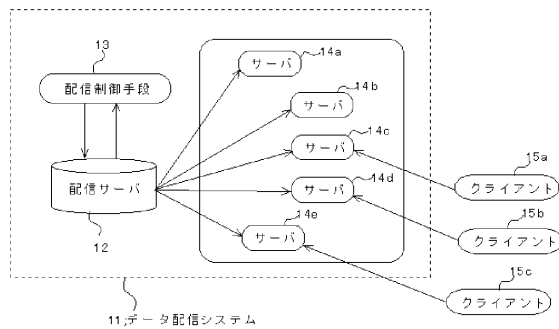 13
配信制御手段
配信サーバ
12
サーバ 14a
サーバ 14b
サーバ 14c
サーバ 14d
サーバ 14e
15a
クライアント
15b
クライアント
15c
クライアント
11,データ配信システム